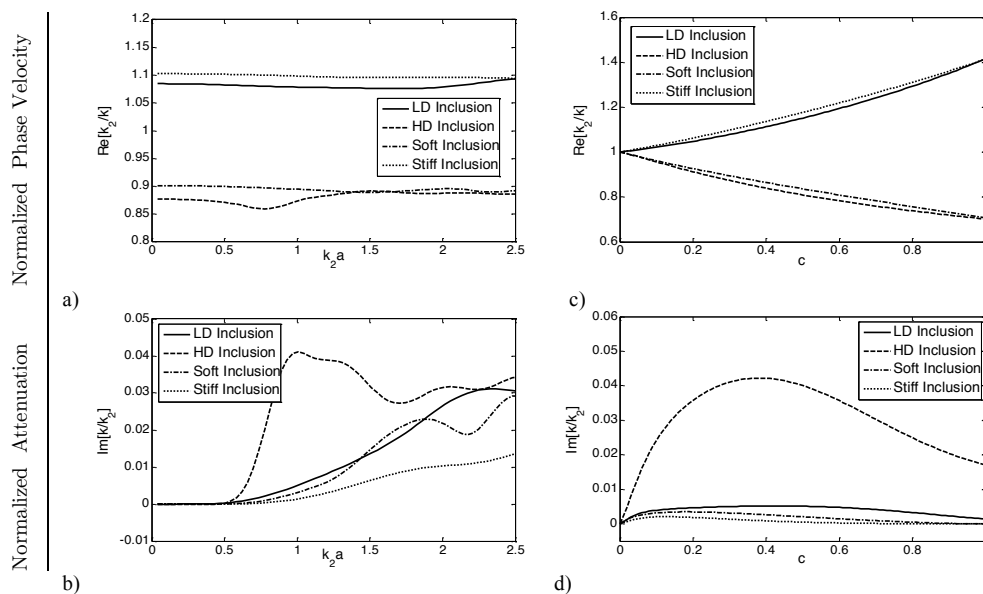 Normalized Phase Velocity
Re[k2/k]
1.2
1.15
1.1
1.05
1
0.95
0.9
0.85
0.8
LD Inclusion
HD Inclusion
Soft Inclusion
Stiff Inclusion
0
0.5
1
1.5
2
2.5
k2a
a)
Re[k2/k]
1.6
1.4
1.2
1
0.8
0.6
LD Inclusion
HD Inclusion
Soft Inclusion
Stiff Inclusion
0
0.2
0.4
0.6
0.8
c
c)
Normalized Attenuation
Im[k/k2]
0.05
0.04
0.03
0.02
0.01
0
-0.01
LD Inclusion
HD Inclusion
Soft Inclusion
Stiff Inclusion
0
0.5
1
1.5
2
2.5
k2a
b)
Im[k/k2]
0.06
0.05
0.04
0.03
0.02
0.01
0
LD Inclusion
HD Inclusion
Soft Inclusion
Stiff Inclusion
0
0.2
0.4
0.6
0.8
c
d)